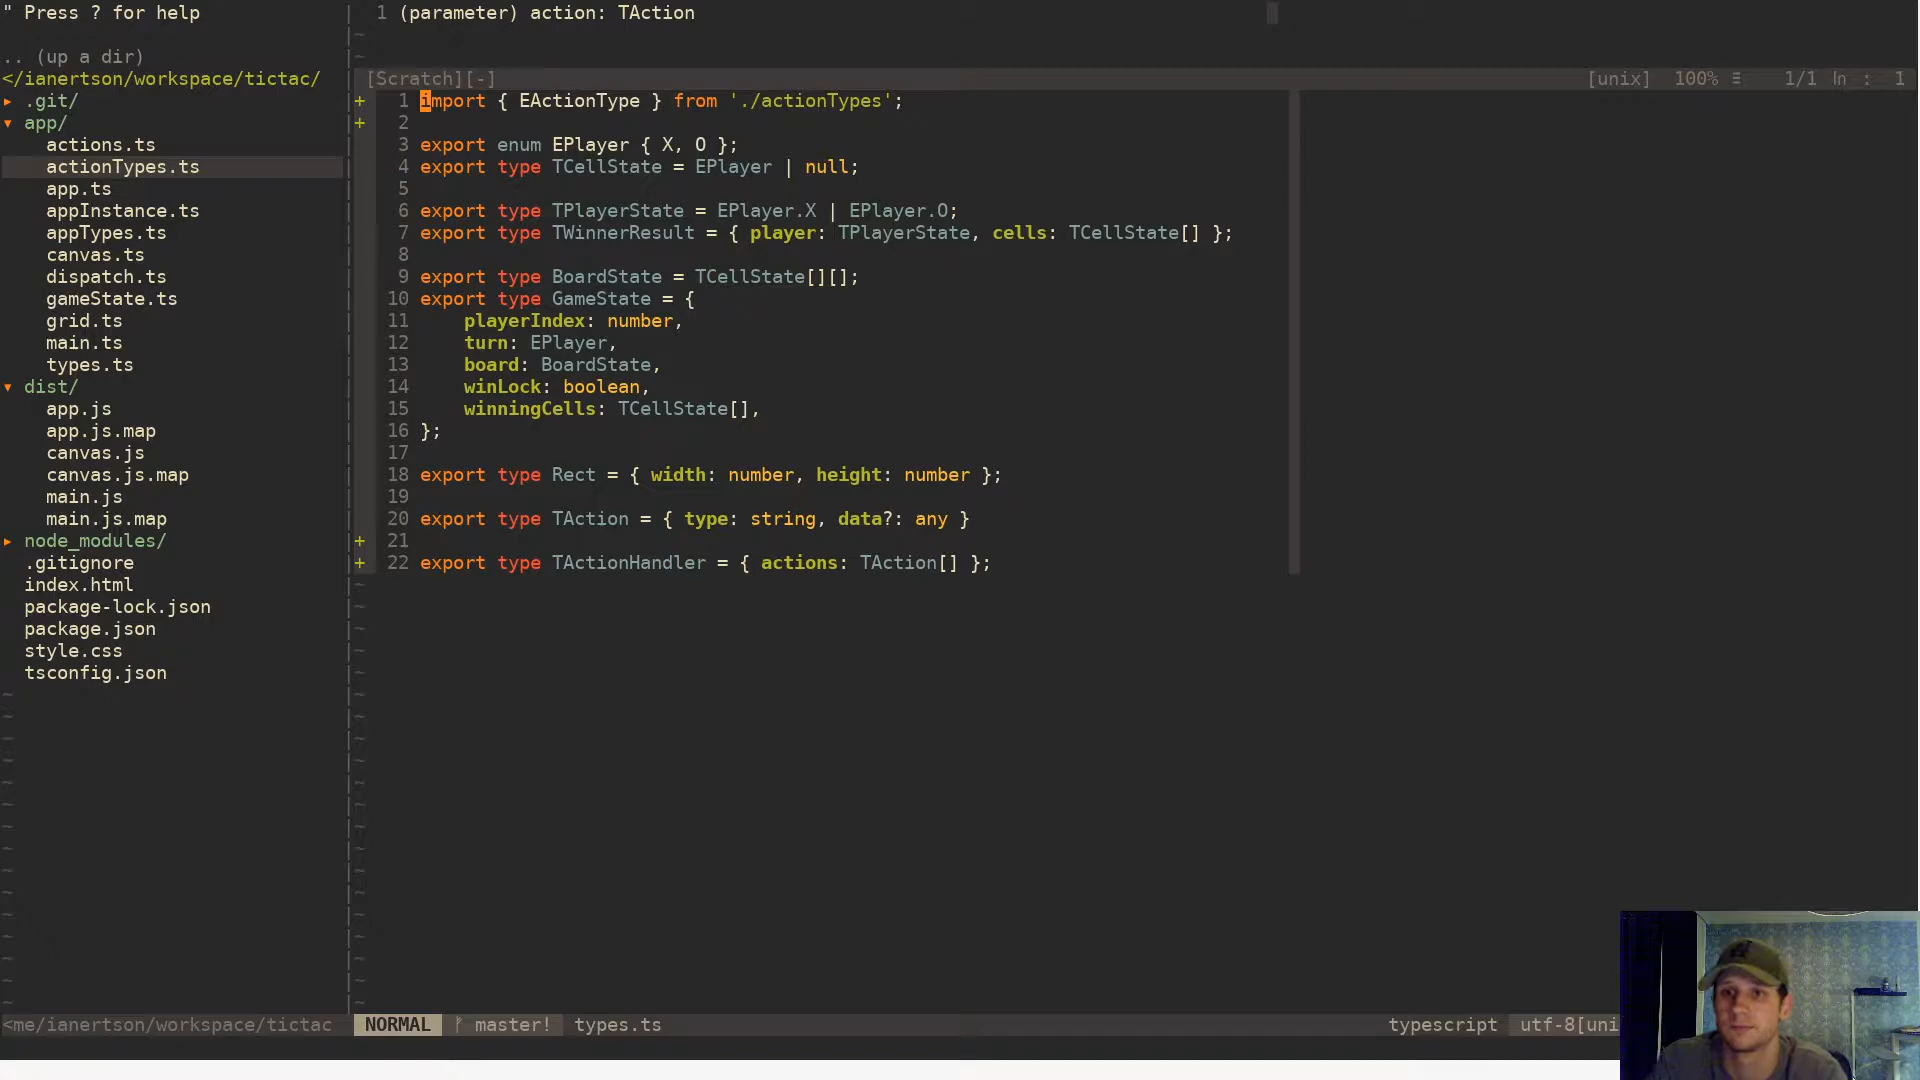 " Press ? for help
.. (up a dir)
</ianertson/workspace/tictac/
▸ .git/
▾ app/
actions.ts
actionTypes.ts
app.ts
appInstance.ts
appTypes.ts
canvas.ts
dispatch.ts
gameState.ts
grid.ts
main.ts
types.ts
▾ dist/
app.js
app.js.map
canvas.js
canvas.js.map
main.js
main.js.map
▸ node_modules/
.gitignore
index.html
package-lock.json
package.json
style.css
tsconfig.json
<me/ianertson/workspace/tictac
1 (parameter) action: TAction
[Scratch][-] [unix] 100% ≡ 1/1 ln : 1
+ 1 import { EActionType } from './actionTypes';
+ 2
3 export enum EPlayer { X, O };
4 export type TCellState = EPlayer | null;
5
6 export type TPlayerState = EPlayer.X | EPlayer.O;
7 export type TWinnerResult = { player: TPlayerState, cells: TCellState[] };
8
9 export type BoardState = TCellState[][];
10 export type GameState = {
11     playerIndex: number,
12     turn: EPlayer,
13     board: BoardState,
14     winLock: boolean,
15     winningCells: TCellState[],
16 };
17
18 export type Rect = { width: number, height: number };
19
20 export type TAction = { type: string, data?: any }
+ 21
+ 22 export type TActionHandler = { actions: TAction[] };
NORMAL master! types.ts typescript utf-8[uni